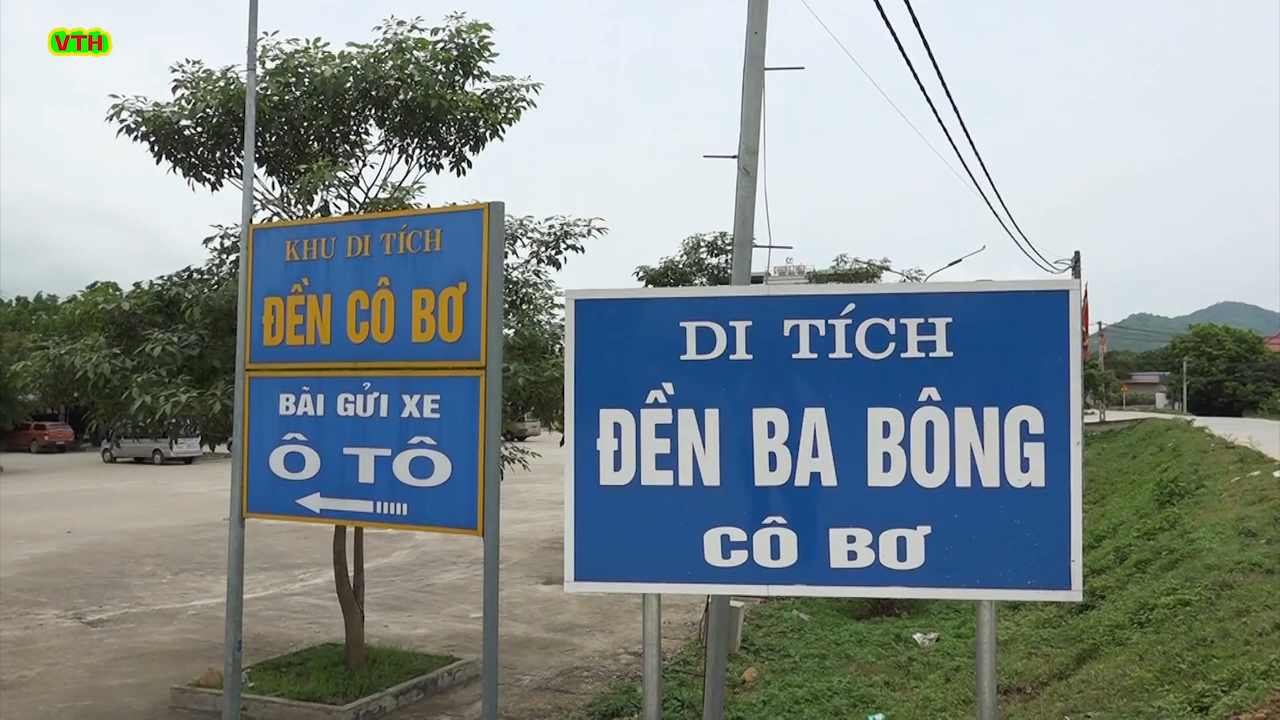 VTH
KHU DI TÍCH
ĐỀN CÔ BƠ
BÃI GỬI XE
Ô TÔ
DI TÍCH
ĐỀN BA BÔNG
CÔ BƠ